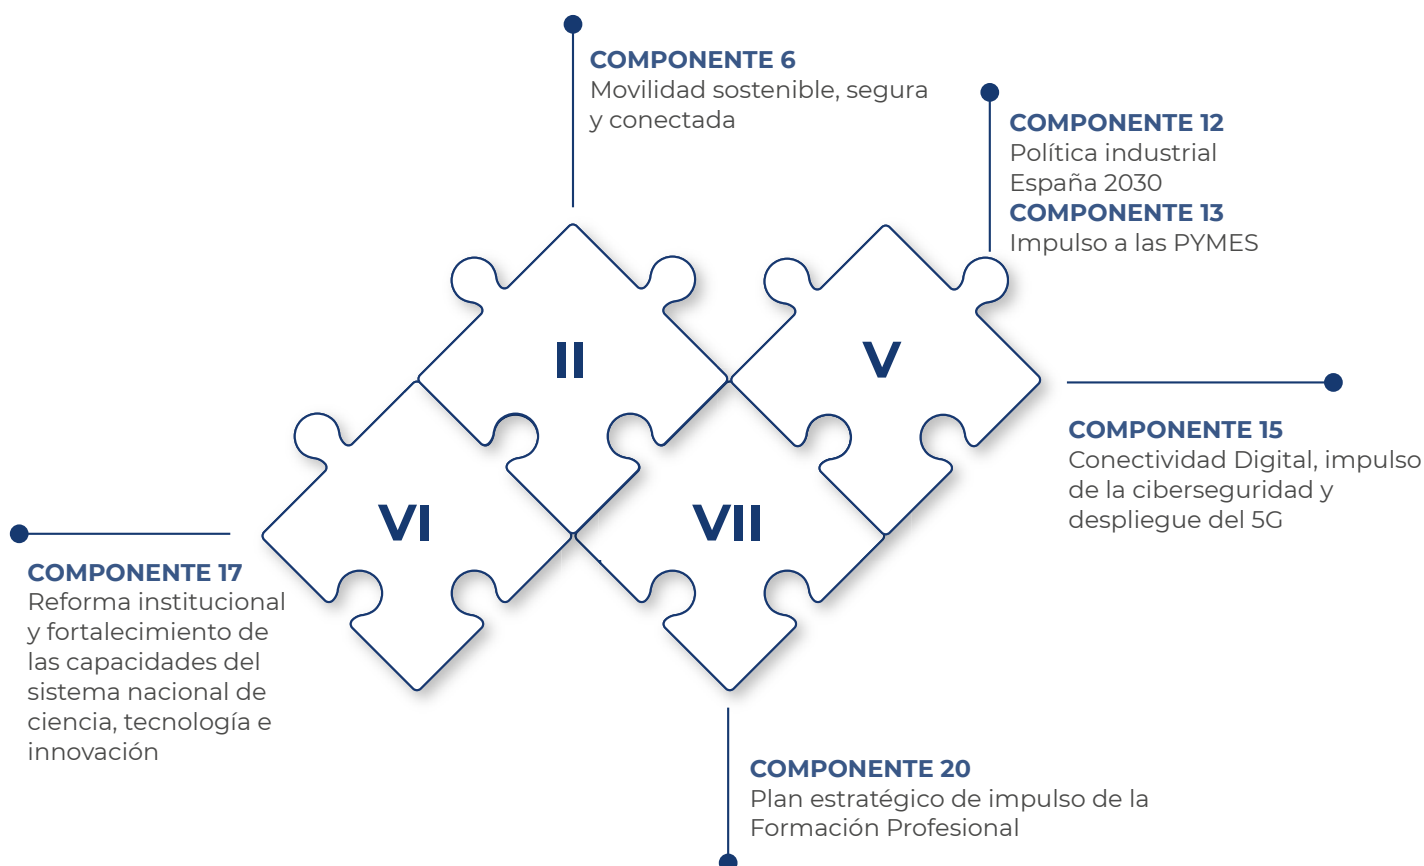 COMPONENTE 6
Movilidad sostenible, segura
y conectada
COMPONENTE 12
Política industrial
España 2030
COMPONENTE 13
Impulso a las PYMES
II
V
COMPONENTE 15
Conectividad Digital, impulso
de la ciberseguridad y
despliegue del 5G
VI
VII
COMPONENTE 17
Reforma institucional
y fortalecimiento de
las capacidades del
sistema nacional de
ciencia, tecnología e
innovación
COMPONENTE 20
Plan estratégico de impulso de la
Formación Profesional